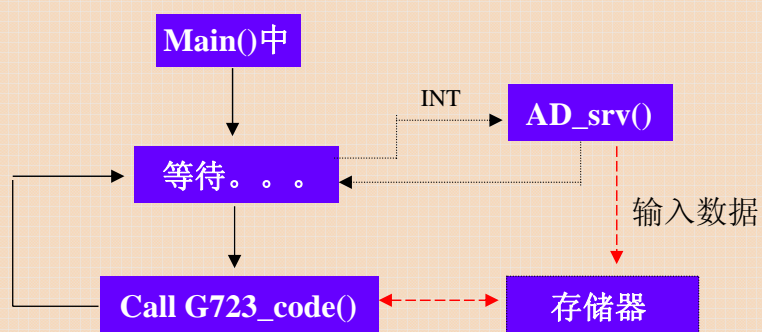 Main()中
INT
AD_srv()
等待。。。
输入数据
Call G723_code()
存储器